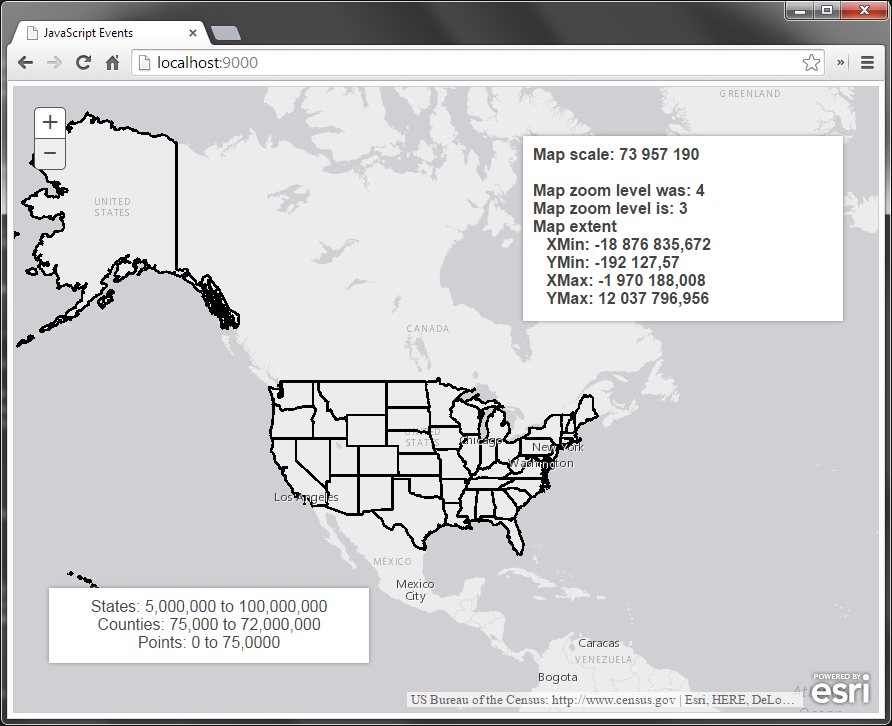 JavaScript Events
localhost:9000
GREENLAND
Map scale: 73 957 190
Map zoom level was: 4
Map zoom level is: 3
Map extent
XMin: -18 876 835,672
YMin: -192 127,57
XMax: -1 970 188,008
YMax: 12 037 796,956
+
−
UNITED
STATES
CANADA
UNITED
STATES
Chicago
New York
Washington
Los Angeles
MÉXICO
Mexico
City
States: 5,000,000 to 100,000,000
Counties: 75,000 to 72,000,000
Points: 0 to 75,0000
Caracas
VENEZUELA
Bogota
POWERED BY
esri
US Bureau of the Census: http://www.census.gov | Esri, HERE, DeLo...